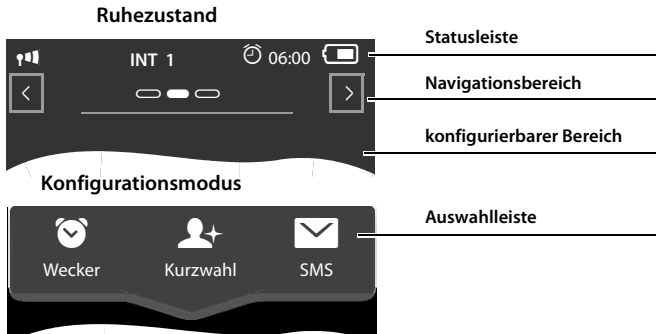 Ruhezustand
INT 1 06:00
Statusleiste
Navigationsbereich
konfigurierbarer Bereich
Konfigurationsmodus
Auswahlleiste
Wecker Kurzwahl SMS